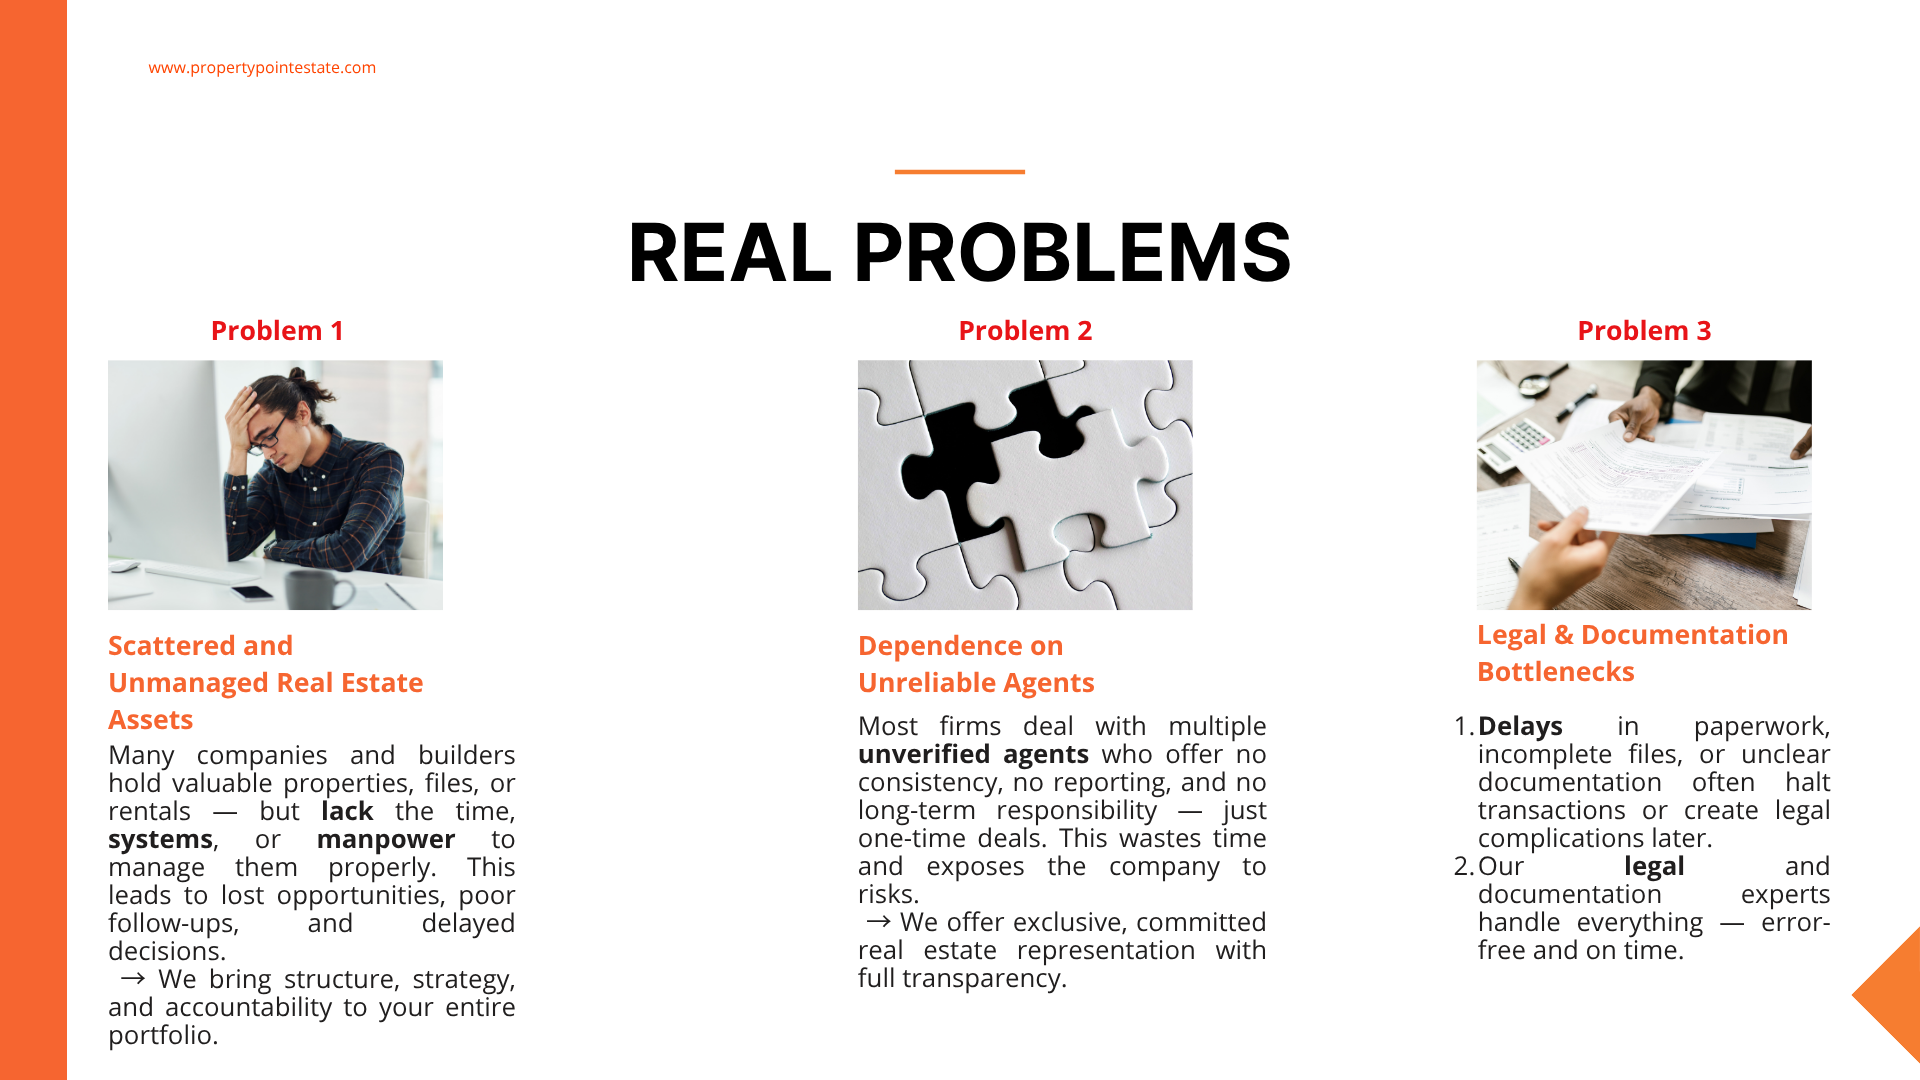 www.propertypointestate.com
REAL PROBLEMS
Problem 1
Scattered and
Unmanaged Real Estate
Assets
Many companies and builders
hold valuable properties, files, or
rentals — but lack the time,
systems, or manpower to
manage them properly. This
leads to lost opportunities, poor
follow-ups, and delayed
decisions.
→ We bring structure, strategy,
and accountability to your entire
portfolio.
Problem 2
Dependence on
Unreliable Agents
Most firms deal with multiple
unverified agents who offer no
consistency, no reporting, and no
long-term responsibility — just
one-time deals. This wastes time
and exposes the company to
risks.
→ We offer exclusive, committed
real estate representation with
full transparency.
Problem 3
Legal & Documentation
Bottlenecks
1. Delays in paperwork,
incomplete files, or unclear
documentation often halt
transactions or create legal
complications later.
2. Our legal and
documentation experts
handle everything — error-
free and on time.